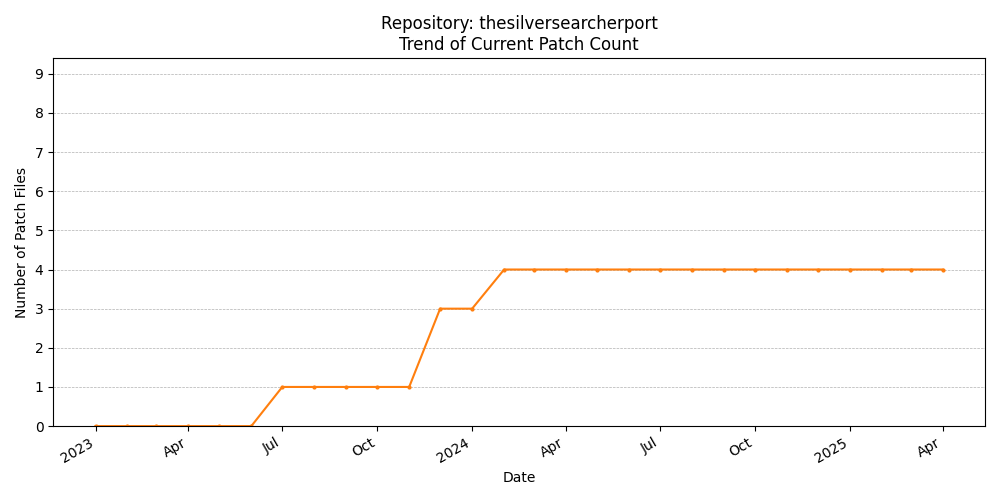 Repository: thesilversearcherport
Trend of Current Patch Count
Number of Patch Files
9
8
7
6
5
4
3
2
1
0
2023
Apr
Jul
Oct
2024
Apr
Jul
Oct
2025
Apr
Date